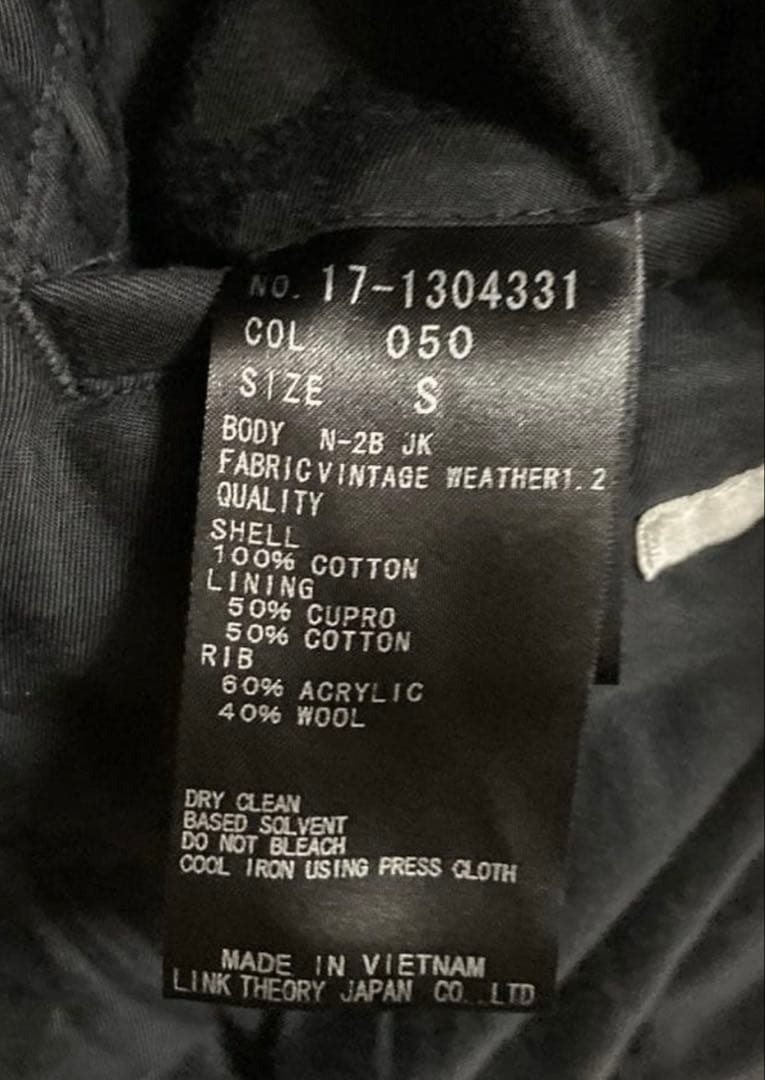 NO. 17-1304331
COL. 050
SIZE S
BODY N-2B JK
FABRIC VINTAGE WEATHER1.2
QUALITY
SHELL
100% COTTON
LINING
50% CUPRO
50% COTTON
RIB
60% ACRYLIC
40% WOOL
DRY CLEAN
BASED SOLVENT
DO NOT BLEACH
COOL IRON USING PRESS CLOTH
MADE IN VIETNAM
LINK THEORY JAPAN CO.,LTD